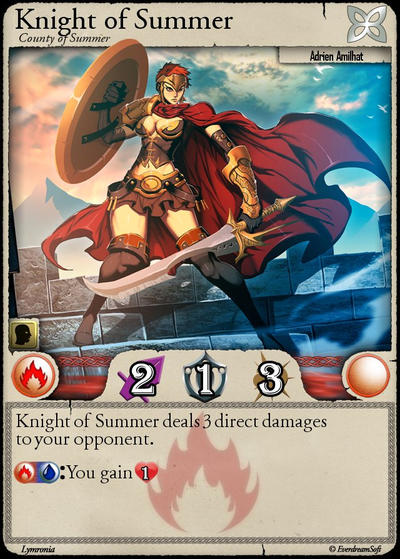 Knight of Summer
County of Summer
Adrien Amilhat
2 1 3
Knight of Summer deals 3 direct damages
to your opponent.
:You gain 1
Lymronia © EverdreamSoft